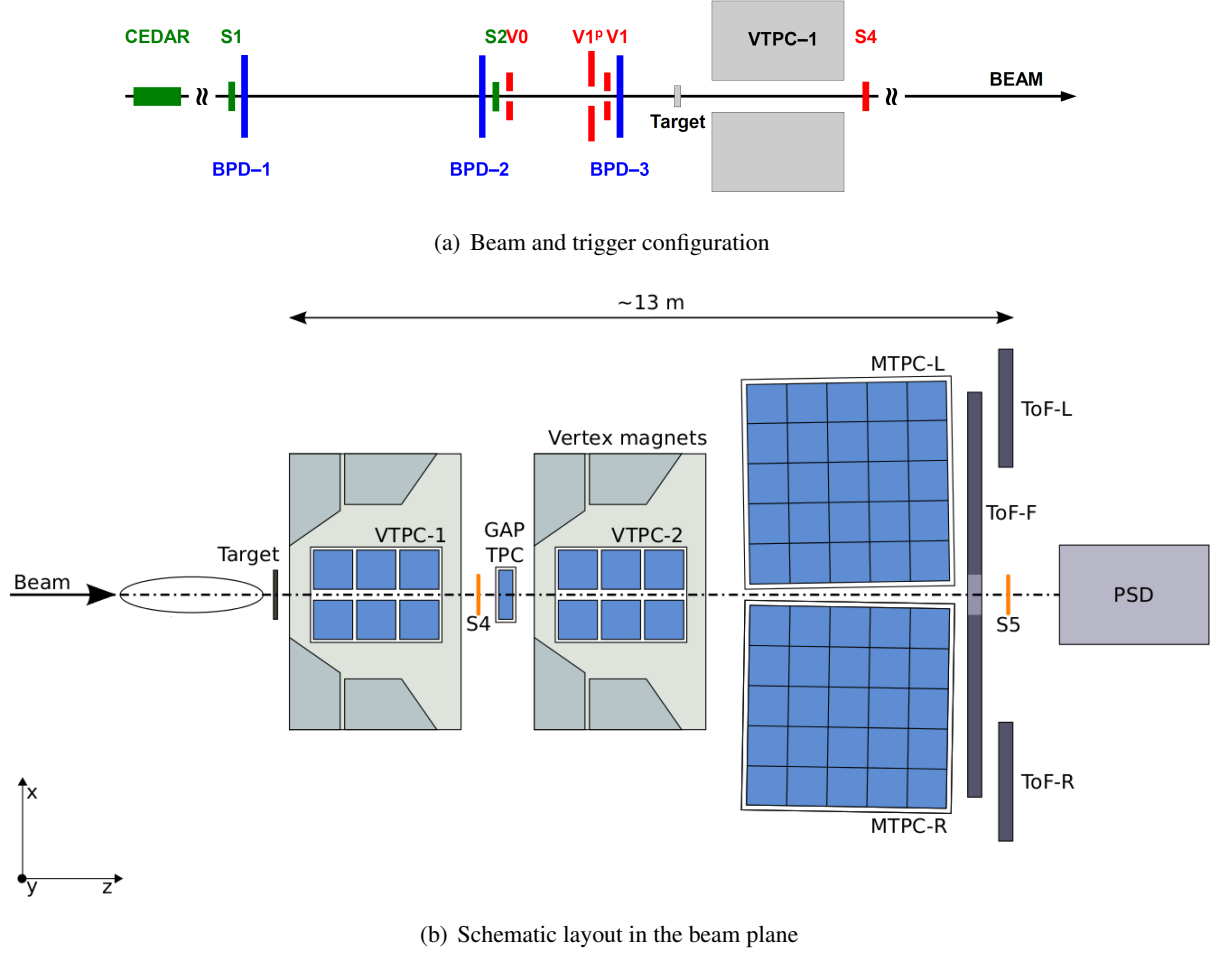 CEDAR S1 S2 V0 V1ᵖ V1 VTPC–1 S4
BEAM
Target
BPD–1 BPD–2 BPD–3
(a) Beam and trigger configuration
~13 m
MTPC-L
ToF-L
Vertex magnets
ToF-F
GAP
TPC
VTPC-1 VTPC-2
Target
Beam
PSD
S4 S5
ToF-R
MTPC-R
x
y z
(b) Schematic layout in the beam plane